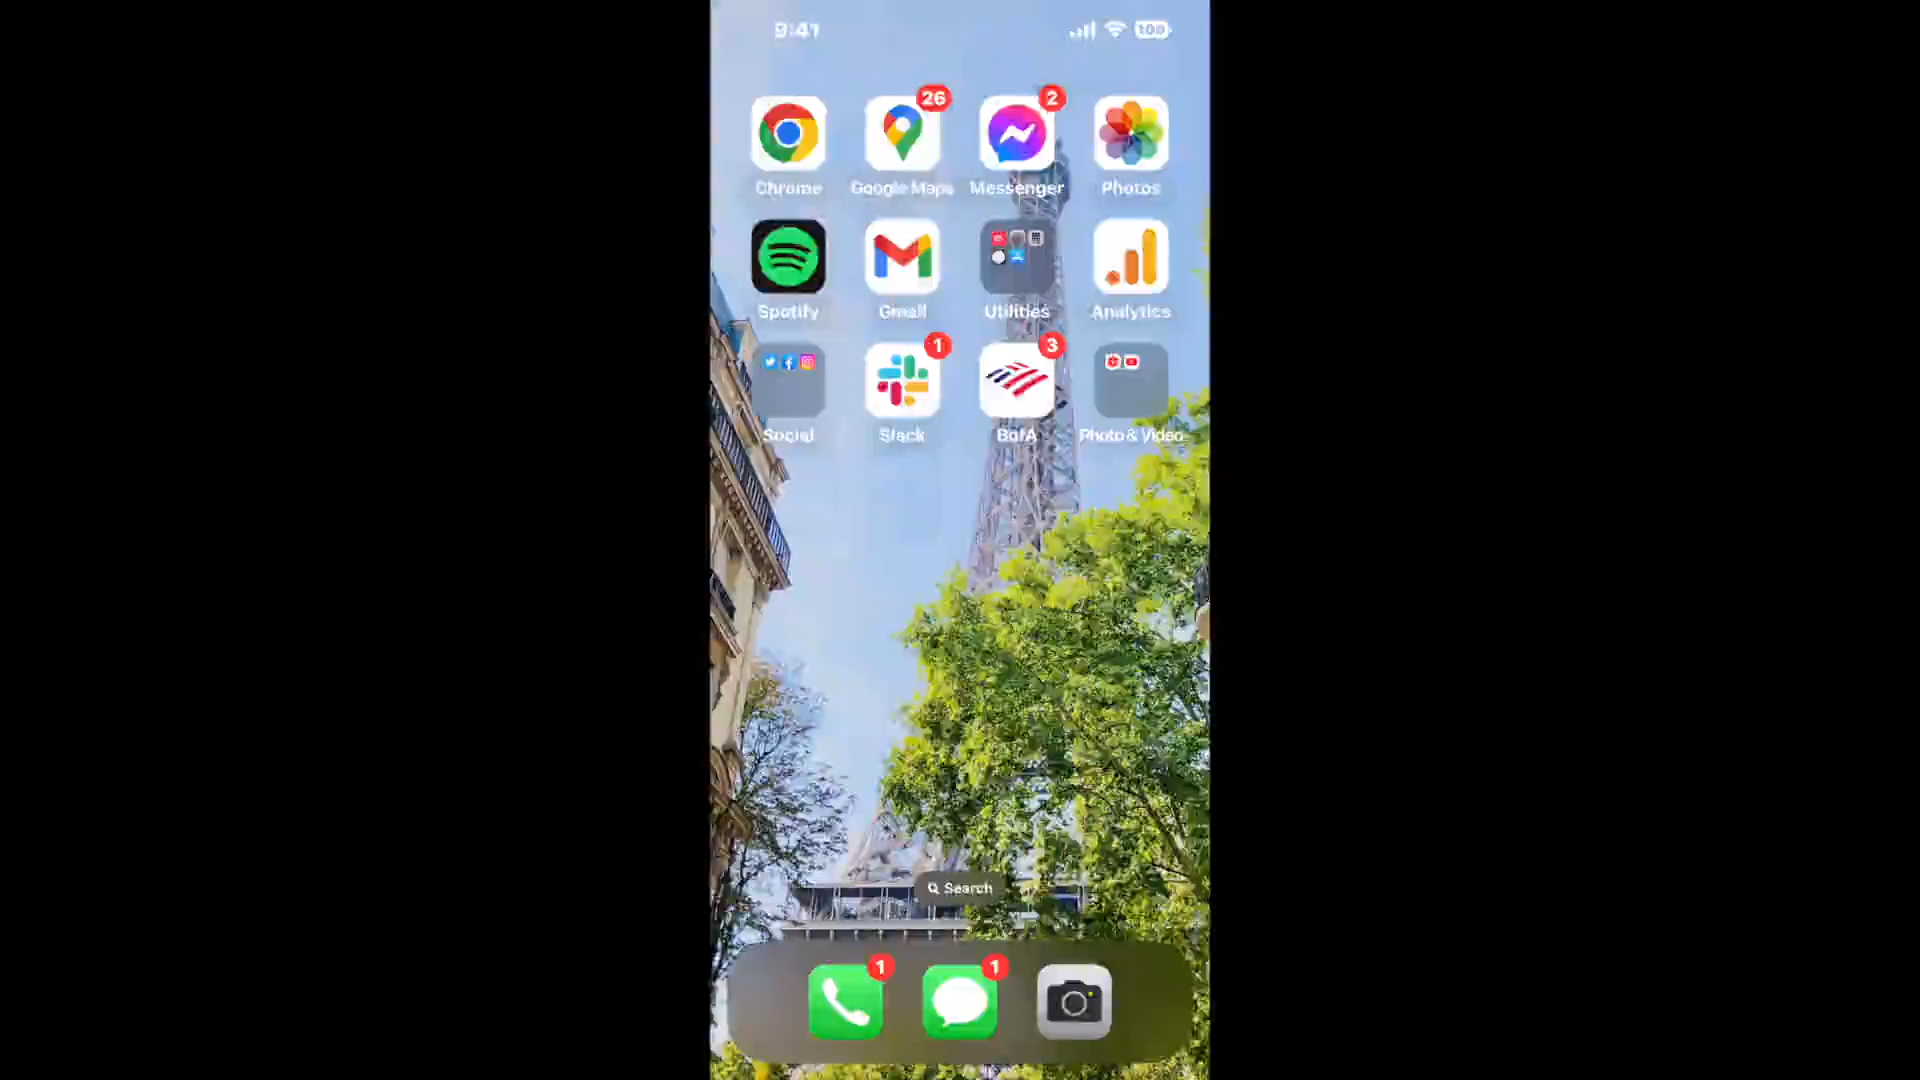 9:41
100
26
2
Chrome
Google Maps
Messenger
Photos
Spotify
Gmail
Utilities
Analytics
1
3
Social
Slack
BofA
Photo & Video
Search
1
1